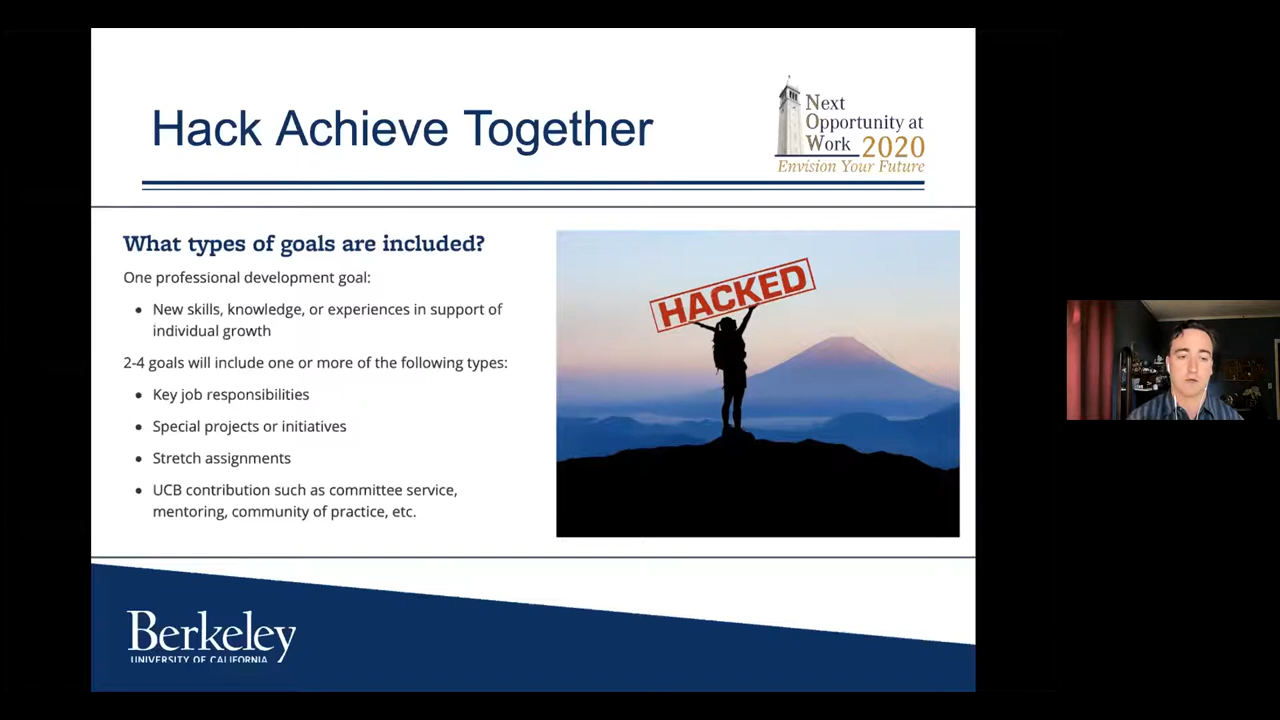 Hack Achieve Together
Next
Opportunity at
Work 2020
Envision Your Future
What types of goals are included?
One professional development goal:
• New skills, knowledge, or experiences in support of
individual growth
2-4 goals will include one or more of the following types:
• Key job responsibilities
• Special projects or initiatives
• Stretch assignments
• UCB contribution such as committee service,
mentoring, community of practice, etc.
HACKED
Berkeley
UNIVERSITY OF CALIFORNIA